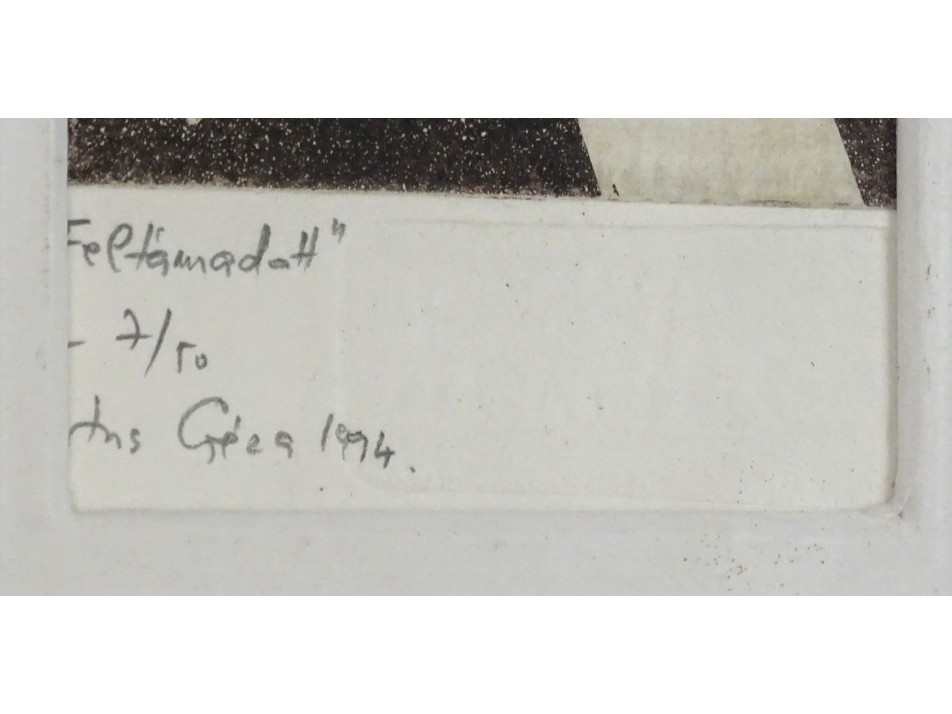 Feltámadott"
- 7/50
Géza 1994.